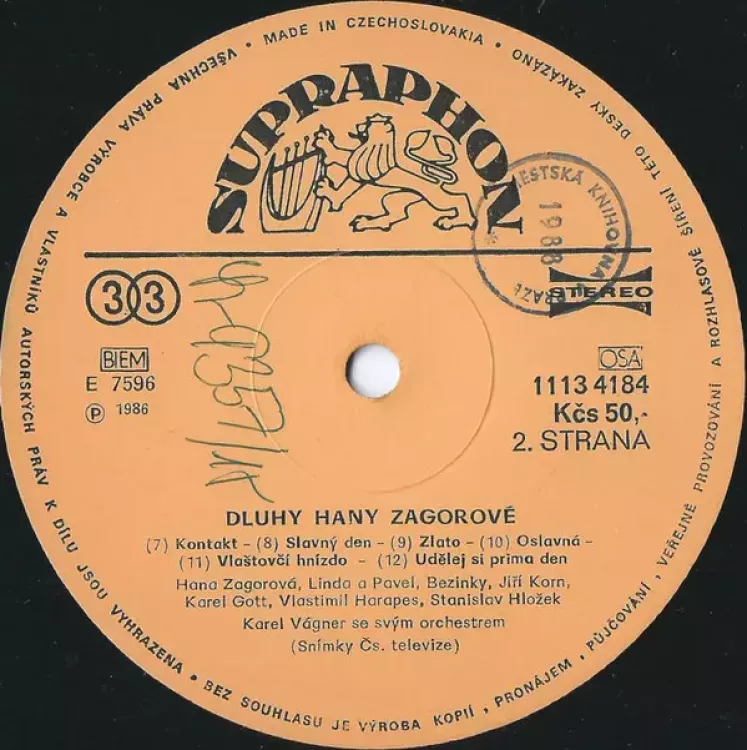 • VŠECHNA PRÁVA VÝROBCE A VLASTNÍKŮ AUTORSKÝCH PRÁV K DÍLU JSOU VYHRAZENA • BEZ SOUHLASU JE VÝROBA KOPIÍ, PRONÁJEM, PŮJČOVÁNÍ, VEŘEJNÉ PROVOZOVÁNÍ A ROZHLASOVÉ ŠÍŘENÍ TÉTO DESKY ZAKÁZÁNO • MADE IN CZECHOSLOVAKIA
SUPRAPHON
MĚSTSKÁ KNIHOVNA
1988
33
STEREO
BIEM
OSA
E 7596
11134184
Ⓟ 1986
Kčs 50,-
2. STRANA
DLUHY HANY ZAGOROVÉ
(7) Kontakt - (8) Slavný den - (9) Zlato - (10) Oslavná -
(11) Vlaštovčí hnízdo - (12) Udělej si prima den
Hana Zagorová, Linda a Pavel, Bezinky, Jiří Korn,
Karel Gott, Vlastimil Harapes, Stanislav Hložek
Karel Vágner se svým orchestrem
(Snímky Čs. televize)